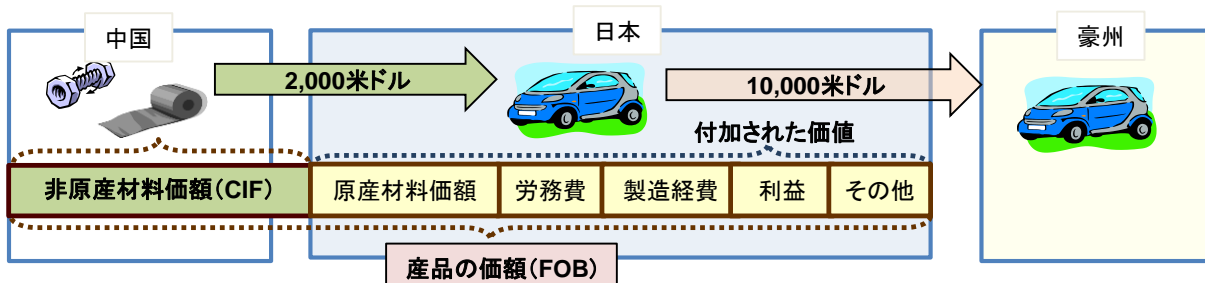 中国
日本
豪州
2,000米ドル
10,000米ドル
付加された価値
非原産材料価額(CIF)
原産材料価額
労務費
製造経費
利益
その他
産品の価額(FOB)